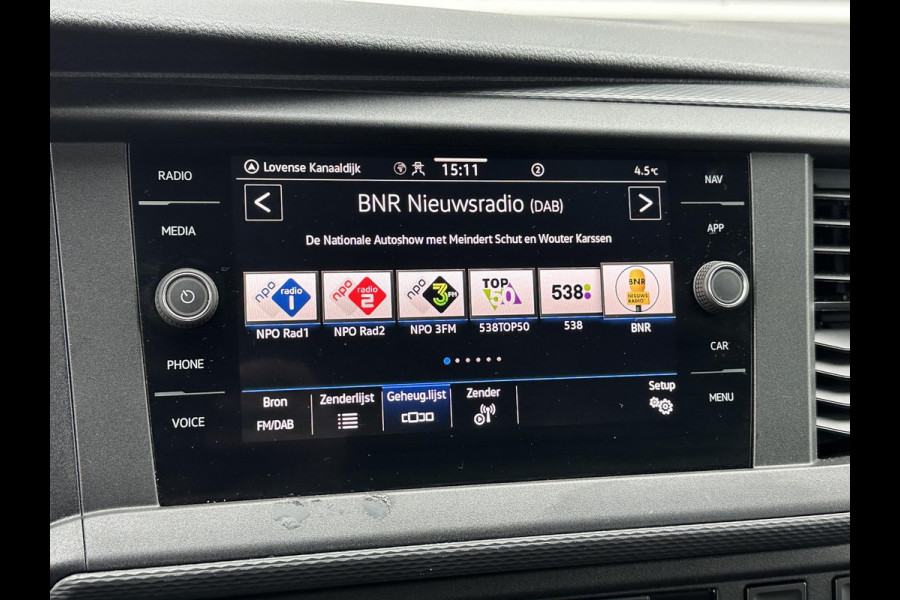 RADIO
MEDIA
PHONE
VOICE
Lovense Kanaaldijk
15:11
2
4.5°C
BNR Nieuwsradio (DAB)
De Nationale Autoshow met Meindert Schut en Wouter Karssen
npo radio 1
npo radio 2
npo 3FM
TOP 50
538
BNR NIEUWS RADIO
NPO Rad1
NPO Rad2
NPO 3FM
538TOP50
538
BNR
Bron
FM/DAB
Zenderlijst
Geheug.lijst
Zender
Setup
NAV
APP
CAR
MENU